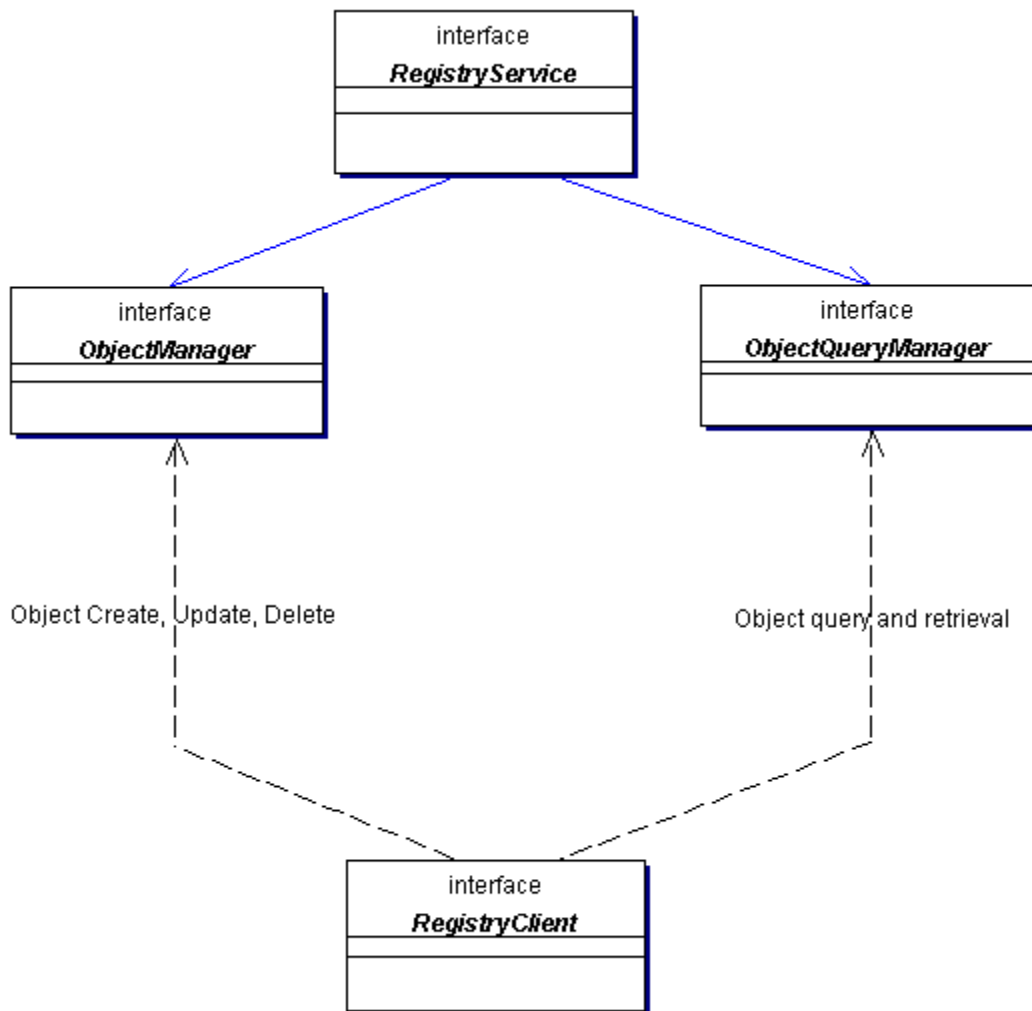 interface
RegistryService
interface
ObjectManager
interface
ObjectQueryManager
Object Create, Update, Delete
Object query and retrieval
interface
RegistryClient